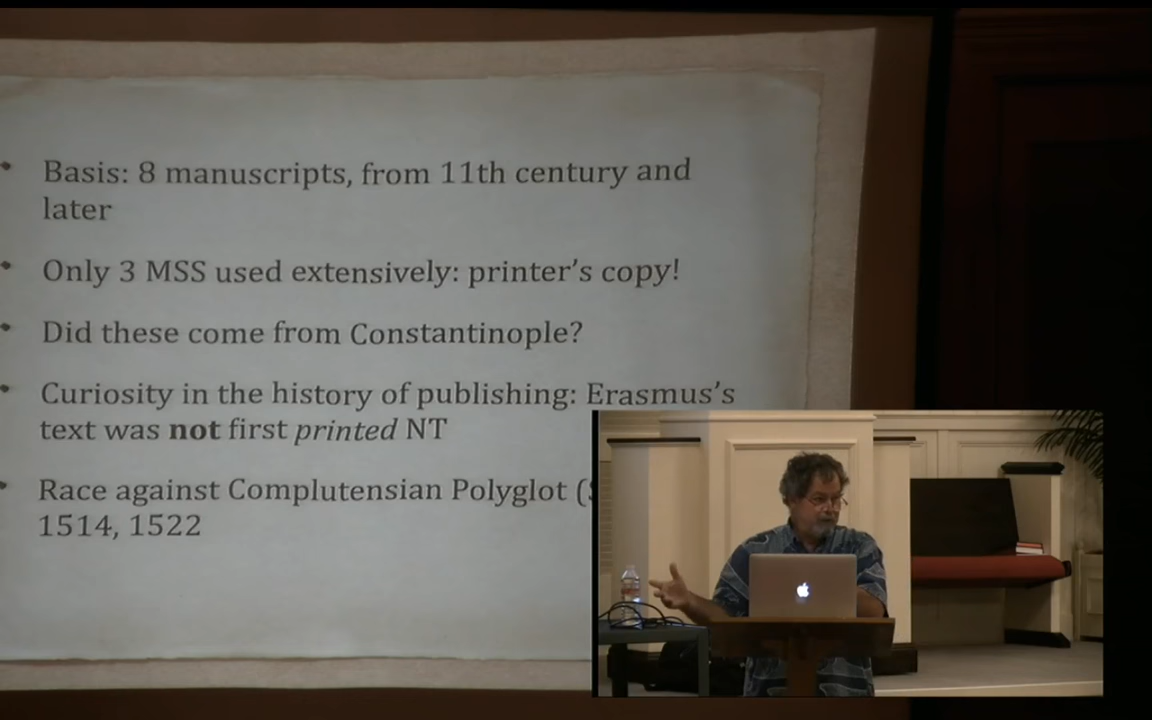 • Basis: 8 manuscripts, from 11th century and
later
• Only 3 MSS used extensively: printer's copy!
• Did these come from Constantinople?
• Curiosity in the history of publishing: Erasmus's
text was not first printed NT
• Race against Complutensian Polyglot (
1514, 1522